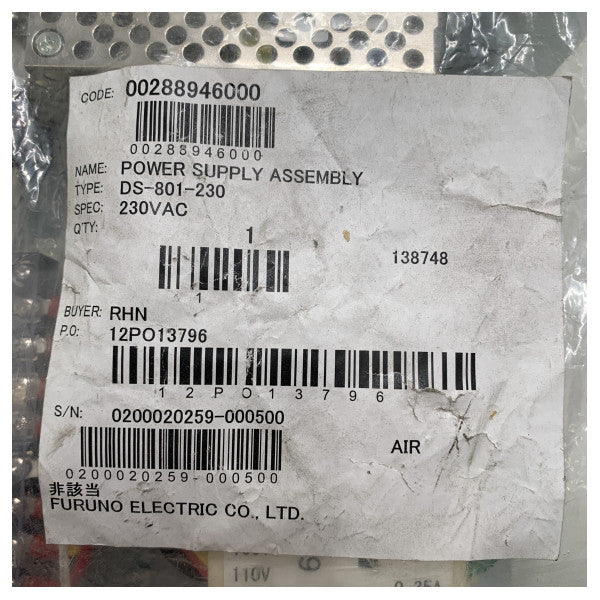 CODE: 00288946000
00288946000
NAME: POWER SUPPLY ASSEMBLY
TYPE: DS-801-230
SPEC: 230VAC
Q'TY: 1
138748
1
BUYER: RHN
P.O: 12PO13796
12PO13796
S/N: 0200020259-000500
AIR
0200020259-000500
非該当
FURUNO ELECTRIC CO., LTD.
110V